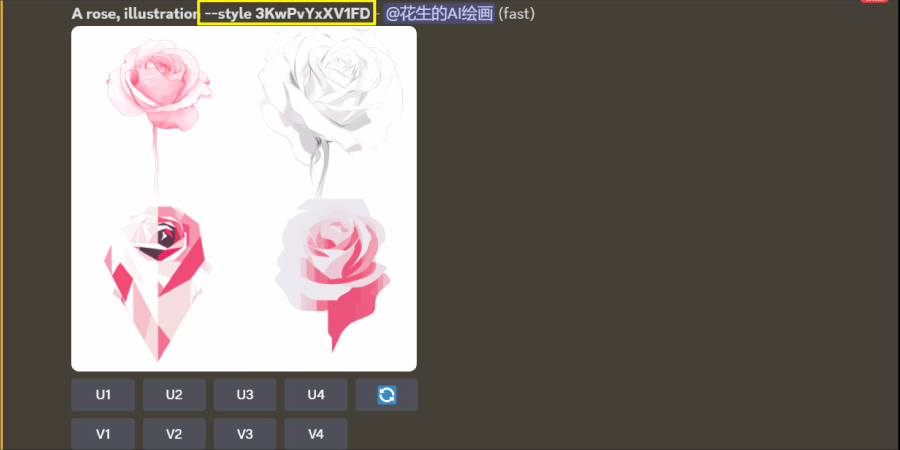 A rose, illustration --style 3KwPvYxXV1FD - @花生的AI绘画 (fast)
U1 U2 U3 U4
V1 V2 V3 V4